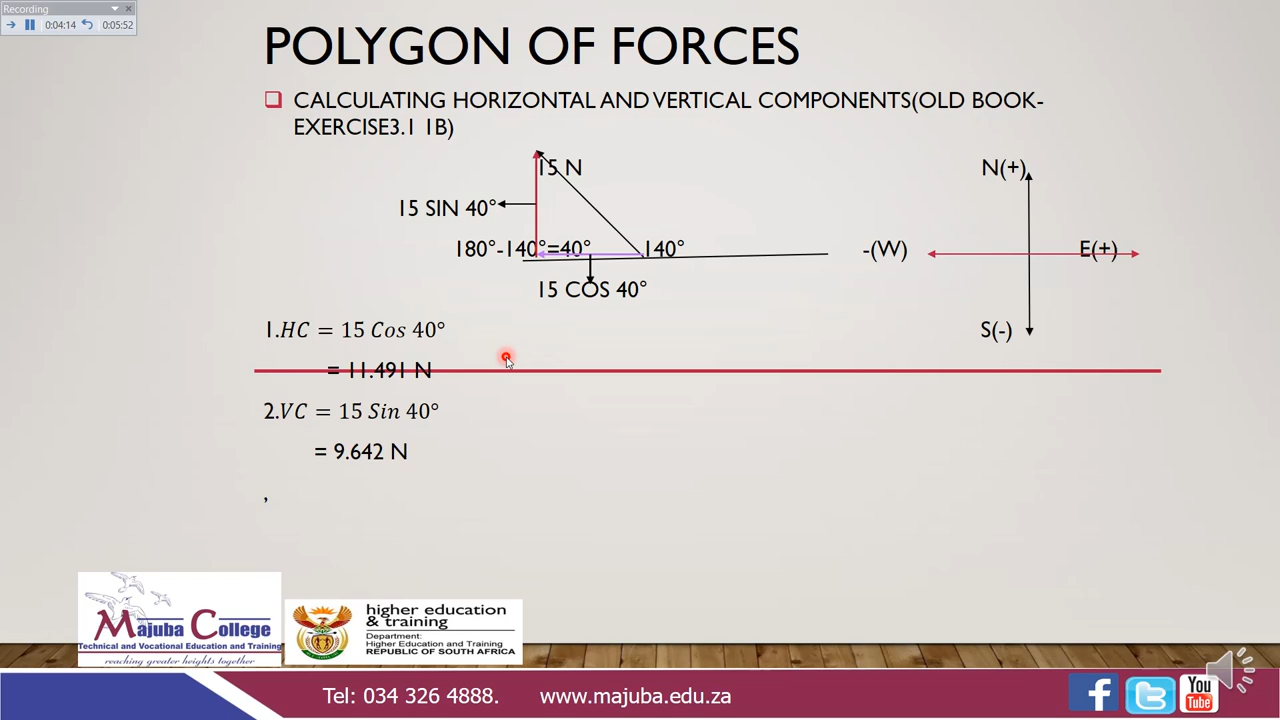 Recording
0:04:14 0:05:52
POLYGON OF FORCES
CALCULATING HORIZONTAL AND VERTICAL COMPONENTS(OLD BOOK-
EXERCISE3.1 1B)
15 N
N(+)
15 SIN 40°
180°-140°=40°
140°
-(W)
E(+)
15 COS 40°
S(-)
1.HC = 15 Cos 40°
= 11.491 N
2.VC = 15 Sin 40°
= 9.642 N
,
Majuba College
Technical and Vocational Education and Training
reaching greater heights together
higher education
& training
Department:
Higher Education and Training
REPUBLIC OF SOUTH AFRICA
Tel: 034 326 4888. www.majuba.edu.za
f
You
Tube